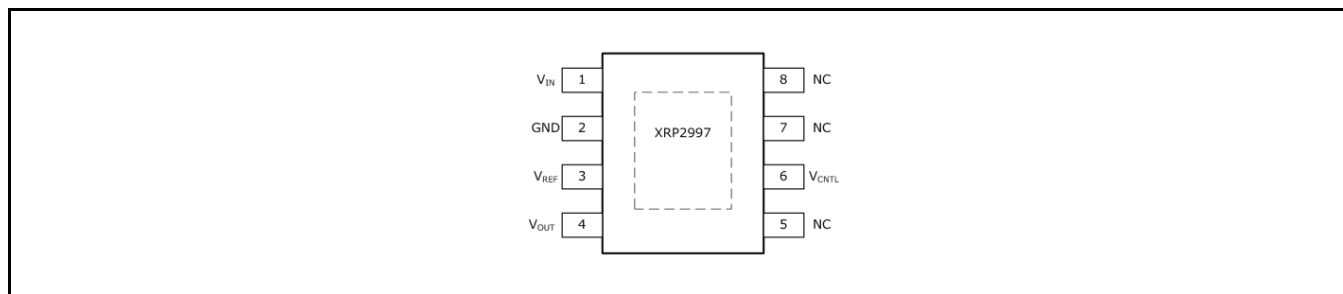 V_IN 1 8 NC
GND 2 XRP2997 7 NC
V_REF 3 6 V_CNTL
V_OUT 4 5 NC